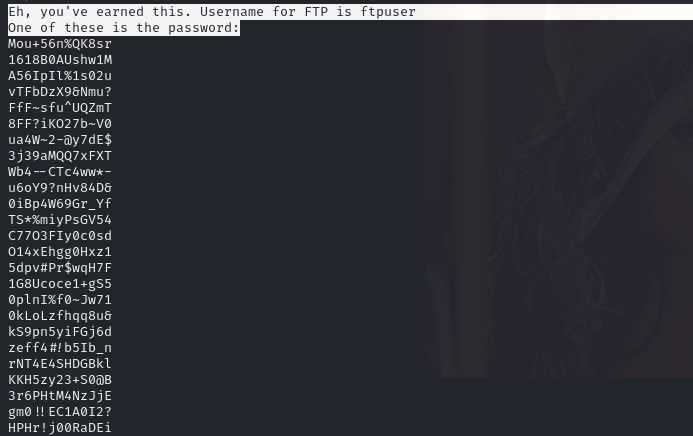 Eh, you've earned this. Username for FTP is ftpuser
One of these is the password:
Mou+56n%QK8sr
1618B0AUshw1M
A56IpIl%1s02u
vTFbDzX9&Nmu?
FfF~sfu^UQZmT
8FF?iKO27b~V0
ua4W~2-@y7dE$
3j39aMQQ7xFXT
Wb4--CTc4ww*-
u6oY9?nHv84D&
0iBp4W69Gr_Yf
TS*%miyPsGV54
C77O3FIy0c0sd
O14xEhgg0Hxz1
5dpv#Pr$wqH7F
1G8Ucoce1+gS5
0plnI%f0~Jw71
0kLoLzfhqq8u&
kS9pn5yiFGj6d
zeff4#!b5Ib_n
rNT4E4SHDGBkl
KKH5zy23+S0@B
3r6PHtM4NzJjE
gm0!!EC1A0I2?
HPHr!j00RaDEi